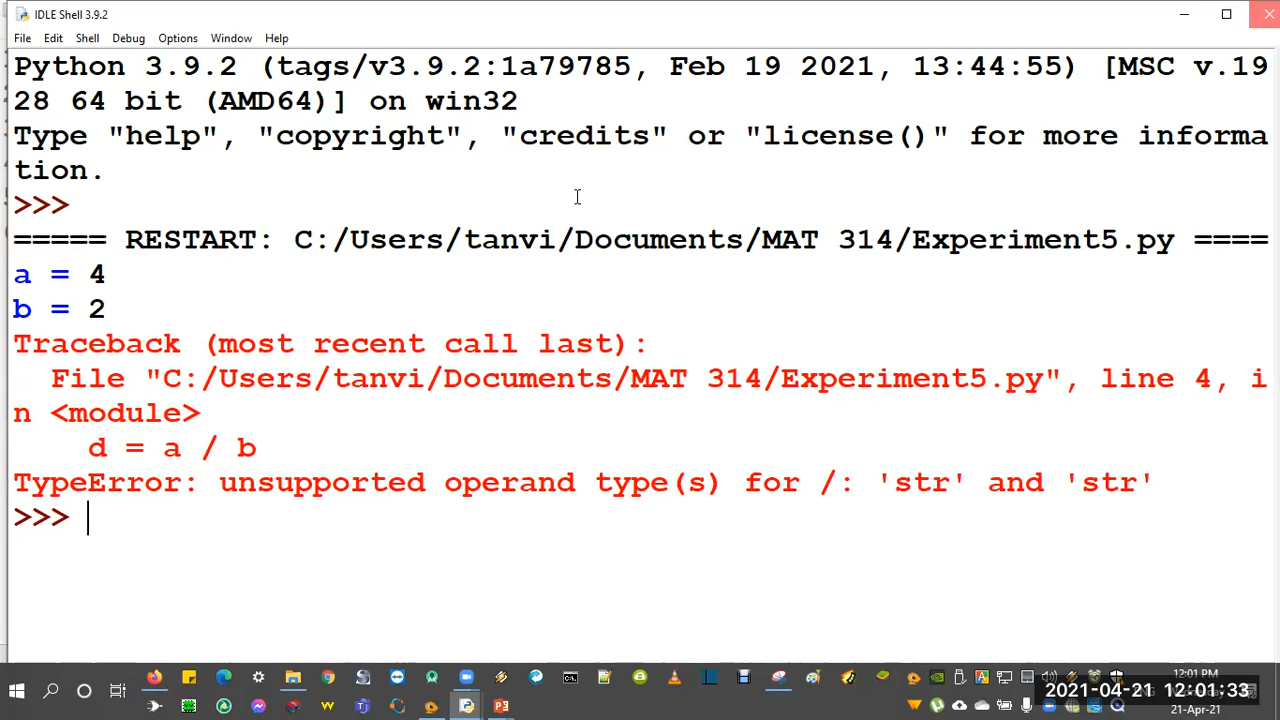 IDLE Shell 3.9.2
File Edit Shell Debug Options Window Help
Python 3.9.2 (tags/v3.9.2:1a79785, Feb 19 2021, 13:44:55) [MSC v.19
28 64 bit (AMD64)] on win32
Type "help", "copyright", "credits" or "license()" for more informa
tion.
>>>
===== RESTART: C:/Users/tanvi/Documents/MAT 314/Experiment5.py ====
a = 4
b = 2
Traceback (most recent call last):
  File "C:/Users/tanvi/Documents/MAT 314/Experiment5.py", line 4, i
n <module>
    d = a / b
TypeError: unsupported operand type(s) for /: 'str' and 'str'
>>>
12:01 PM
2021-04-21 12:01:33
21-Apr-21